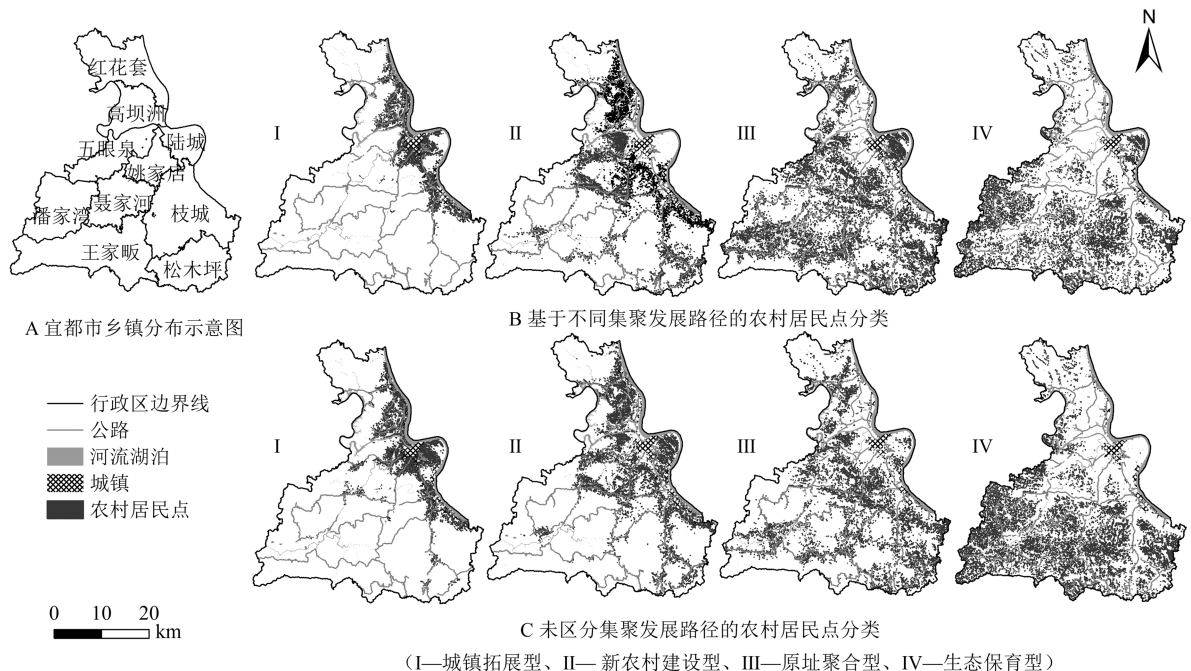 N
红花套
高坝洲
五眼泉
陆城
姚家店
潘家湾
聂家河
枝城
王家畈
松木坪
I
II
III
IV
A 宜都市乡镇分布示意图
B 基于不同集聚发展路径的农村居民点分类
行政区边界线
公路
河流湖泊
城镇
农村居民点
I
II
III
IV
0 10 20
km
C 未区分集聚发展路径的农村居民点分类
（I—城镇拓展型、II— 新农村建设型、III—原址聚合型、IV—生态保育型）